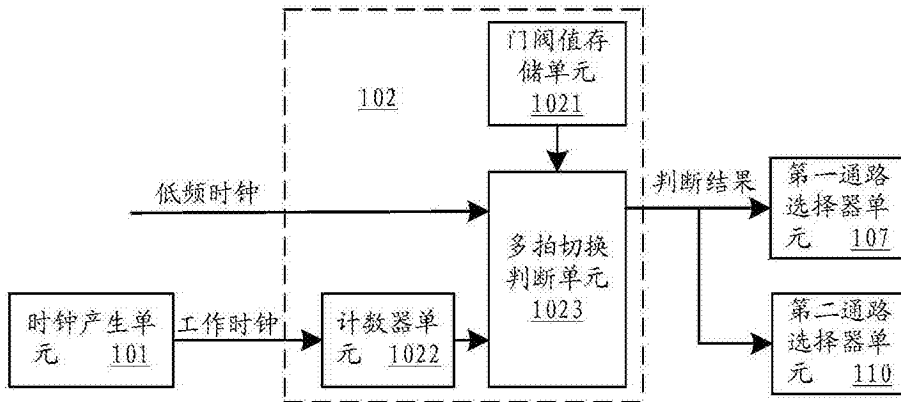 门阀值存
储单元
1021
102
低频时钟
判断结果
第一通路
选择器单
元 107
多拍切换
判断单元
1023
时钟产生单
元 101
工作时钟
计数器单
元 1022
第二通路
选择器单
元 110